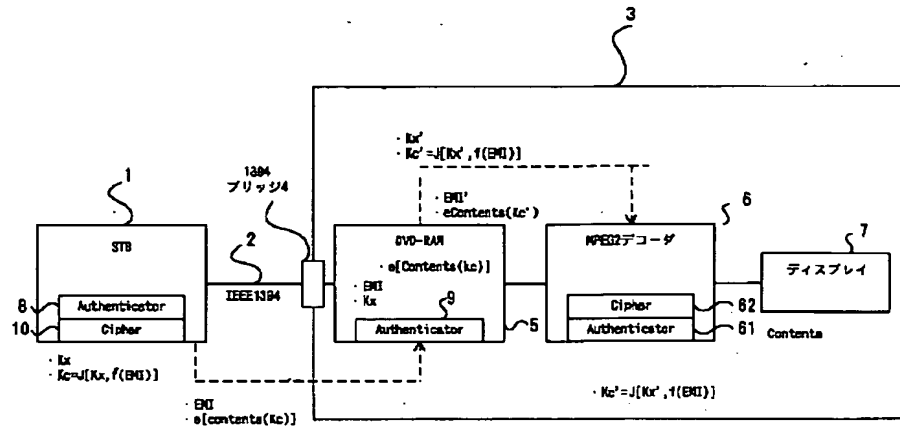 3
・Kx'
・Kc'=J[Kx',f(EMI)]
1
1394
ブリッジ4
・EMI'
・eContents(Kc')
6
STB
2
DVD-RAM
MPEG2デコーダ
7
・e[Contents(kc)]
ディスプレイ
IEEE1394
・EMI
・Kx
8
Authenticator
9
10
Cipher
Authenticator
5
Cipher
62
Authenticator
61
Contents
・Kx
・Kc=J[Kx,f(EMI)]
・Kc'=J[Kx',f(EMI)]
・EMI
・e[contents(Kc)]